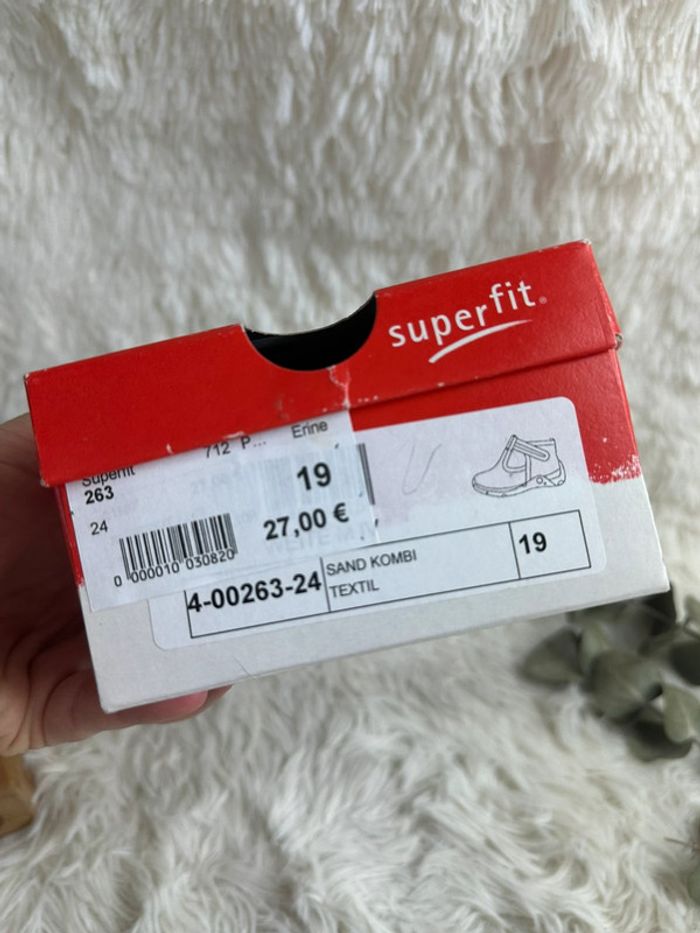 superfit®
Superfit 712 P... Erine
263 19
24 27,00 €
0 000010 030820
4-00263-24 SAND KOMBI
TEXTIL
19